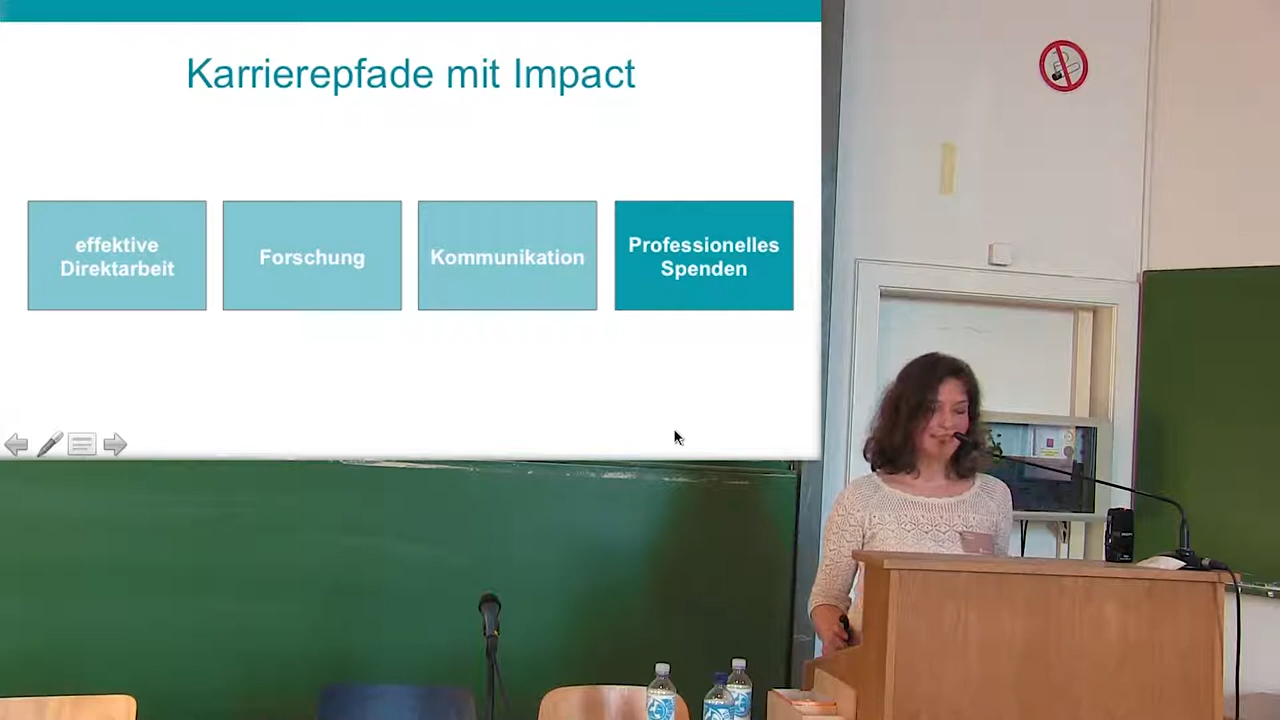 Karrierepfade mit Impact
effektive
Direktarbeit
Forschung
Kommunikation
Professionelles
Spenden